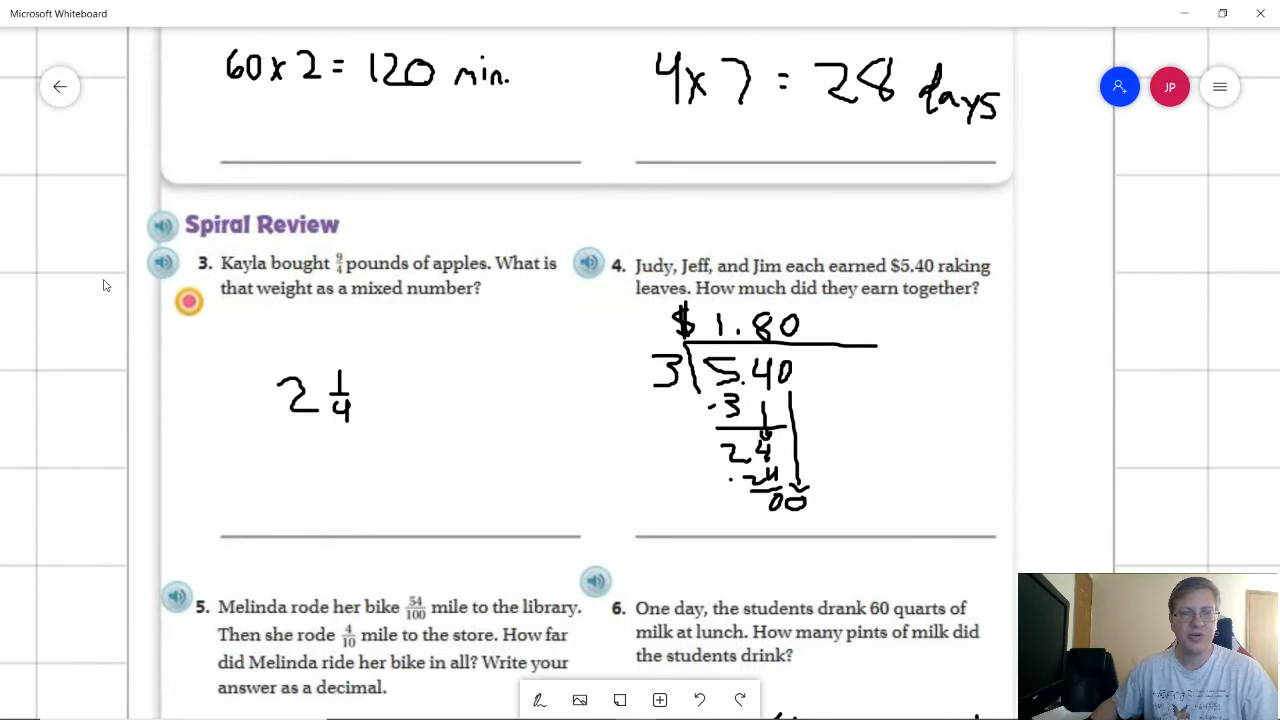 Microsoft Whiteboard
JP
60 x 2 = 120 min.
4 x 7 = 28 days
Spiral Review
3. Kayla bought 9/4 pounds of apples. What is
that weight as a mixed number?
2 1/4
4. Judy, Jeff, and Jim each earned $5.40 raking
leaves. How much did they earn together?
$ 1.80
3 5.40
-3
24
-24
00
5. Melinda rode her bike 54/100 mile to the library.
Then she rode 4/10 mile to the store. How far
did Melinda ride her bike in all? Write your
answer as a decimal.
6. One day, the students drank 60 quarts of
milk at lunch. How many pints of milk did
the students drink?